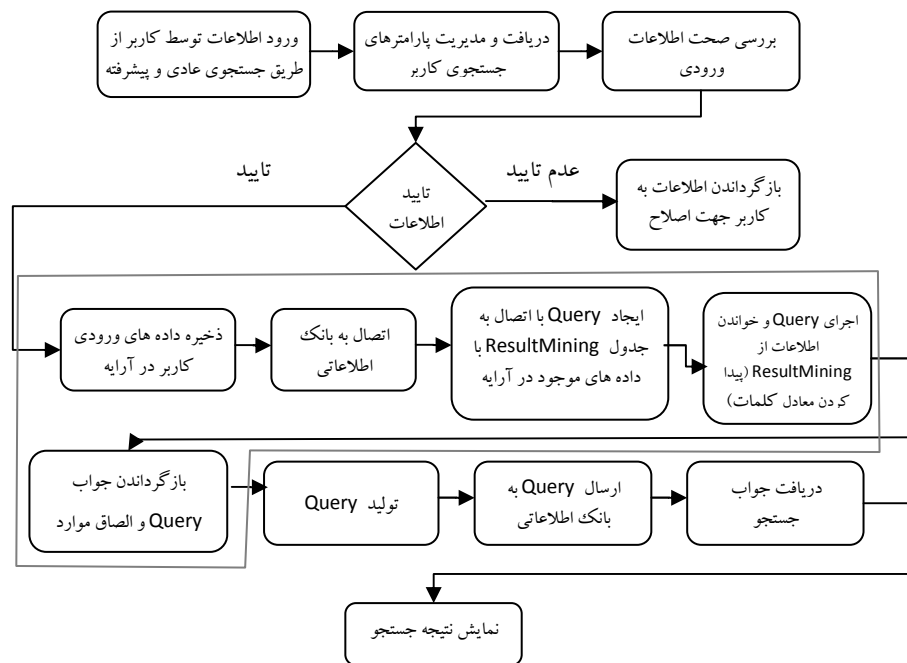 ورود اطلاعات توسط کاربر از
طریق جستجوی عادی و پیشرفته
دریافت و مدیریت پارامترهای
جستجوی کاربر
بررسی صحت اطلاعات
ورودی
تایید
اطلاعات
تایید
عدم تایید
بازگرداندن اطلاعات به
کاربر جهت اصلاح
ذخیره داده های ورودی
کاربر در آرایه
اتصال به بانک
اطلاعاتی
ایجاد Query با اتصال به
جدول ResultMining با
داده های موجود در آرایه
اجرای Query و خواندن
اطلاعات از
ResultMining (پیدا
کردن معادل کلمات)
بازگرداندن جواب
Query و الصاق موارد
تولید Query
ارسال Query به
بانک اطلاعاتی
دریافت جواب
جستجو
نمایش نتیجه جستجو